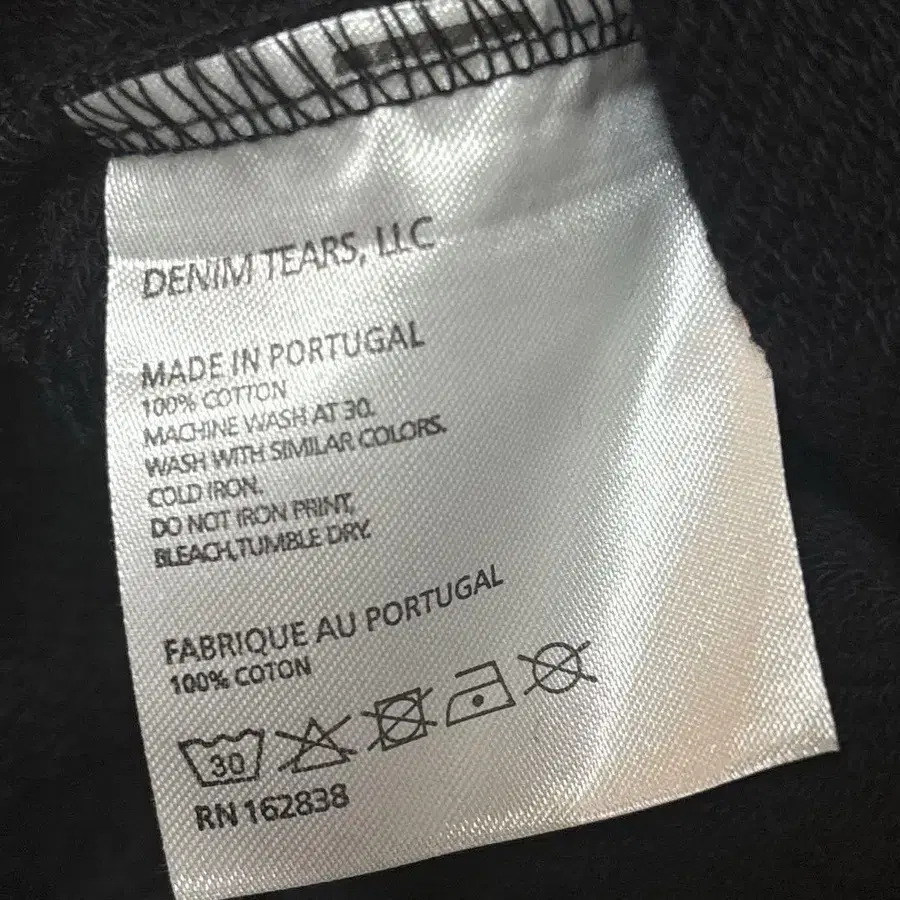 DENIM TEARS, LLC
MADE IN PORTUGAL
100% COTTON
MACHINE WASH AT 30.
WASH WITH SIMILAR COLORS.
COLD IRON.
DO NOT IRON PRINT,
BLEACH,TUMBLE DRY.
FABRIQUE AU PORTUGAL
100% COTON
30
RN 162838